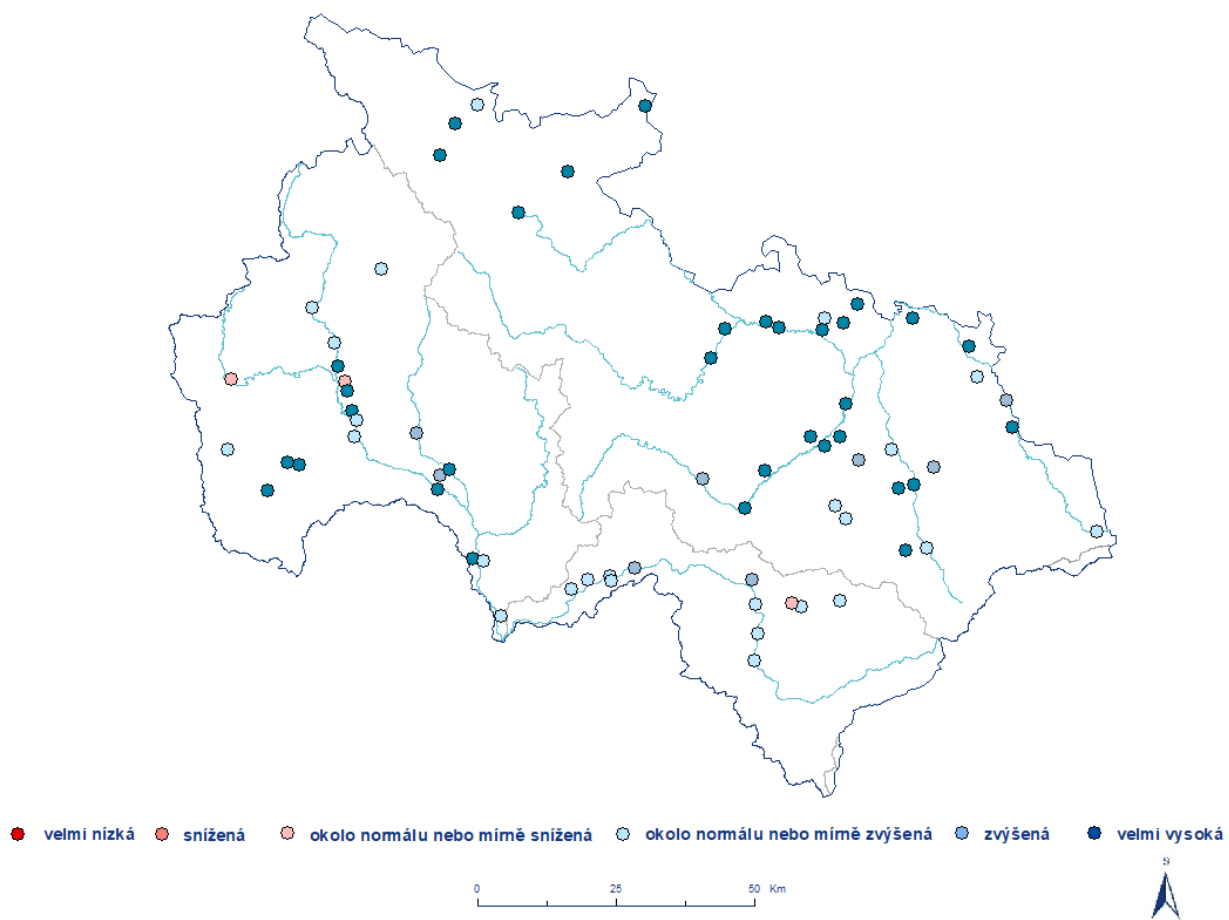 velmi nízká snížená okolo normálu nebo mírně snížená okolo normálu nebo mírně zvýšená zvýšená velmi vysoká
0 25 50 Km
S